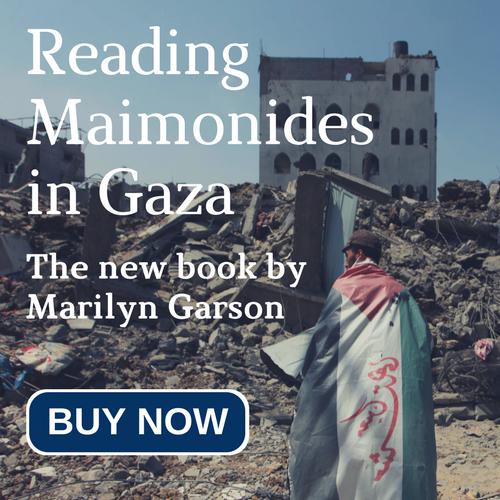 Reading
Maimonides
in Gaza
The new book by
Marilyn Garson
BUY NOW